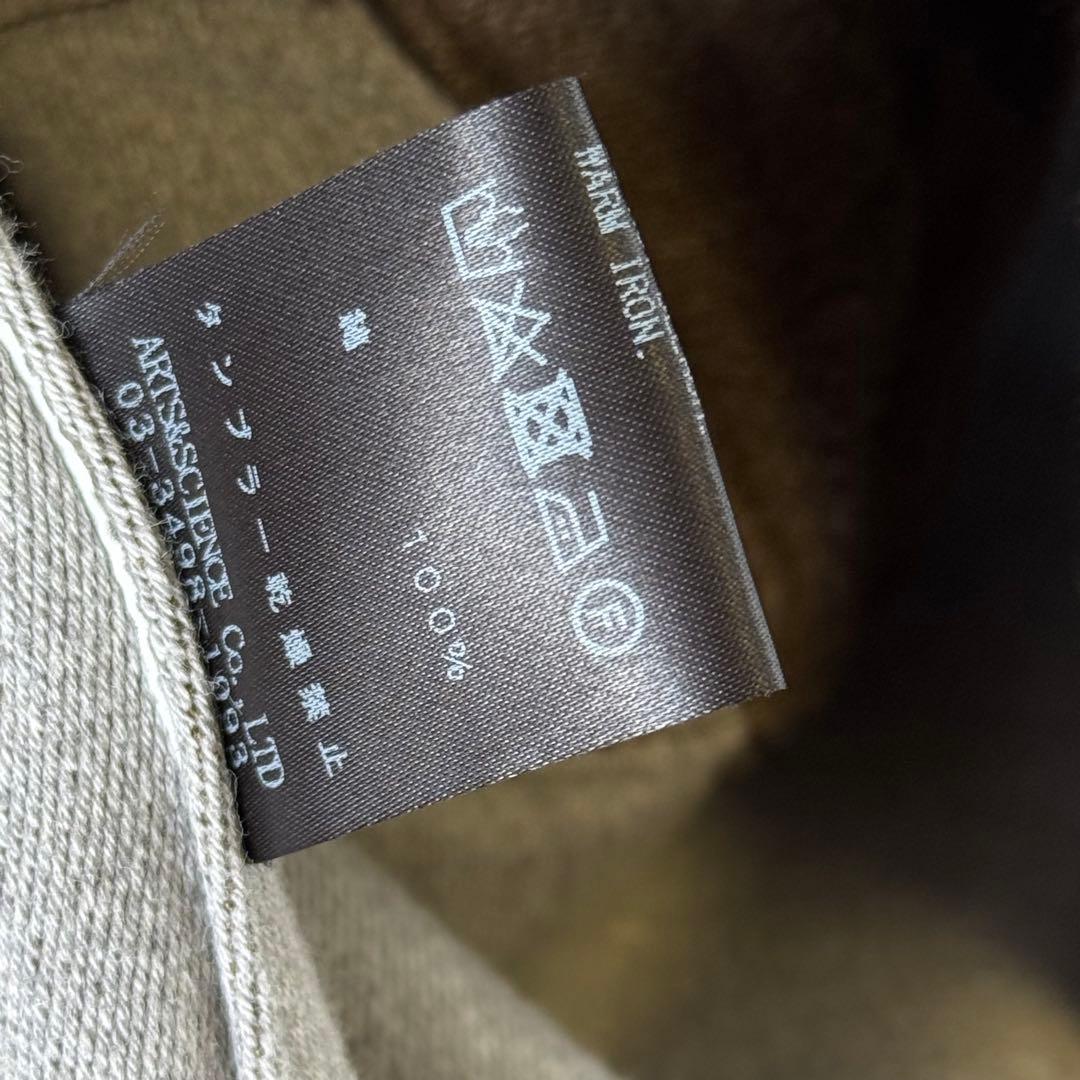 WARM IRON.
F
綿 100%
タンブラー乾燥禁止
ARTS&SCIENCE Co., LTD
03-3498-1093